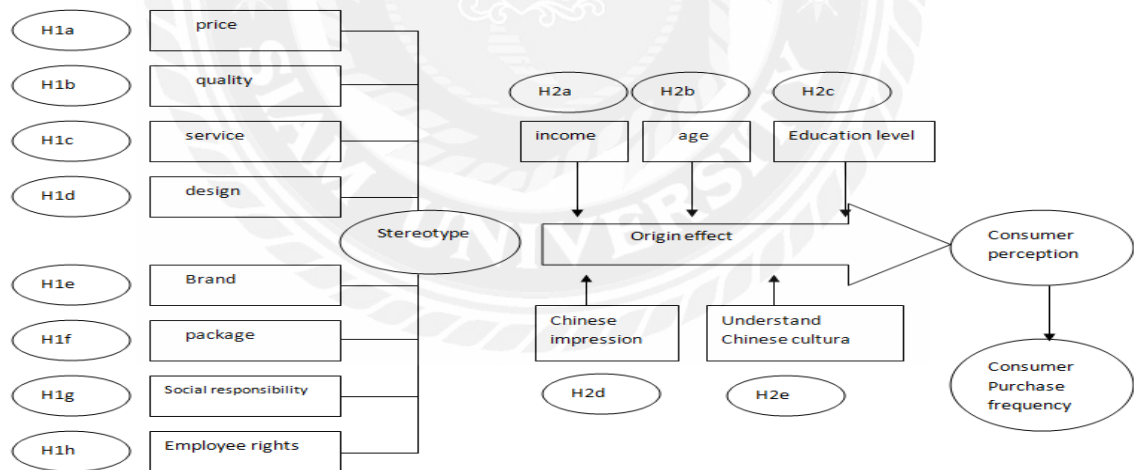 H1a
price
H1b
quality
H1c
service
H1d
design
Stereotype
H1e
Brand
H1f
package
H1g
Social responsibility
H1h
Employee rights
H2a
H2b
H2c
income
age
Education level
Origin effect
Chinese
impression
Understand
Chinese cultura
H2d
H2e
Consumer
perception
Consumer
Purchase
frequency
SIAM UNIVERSITY